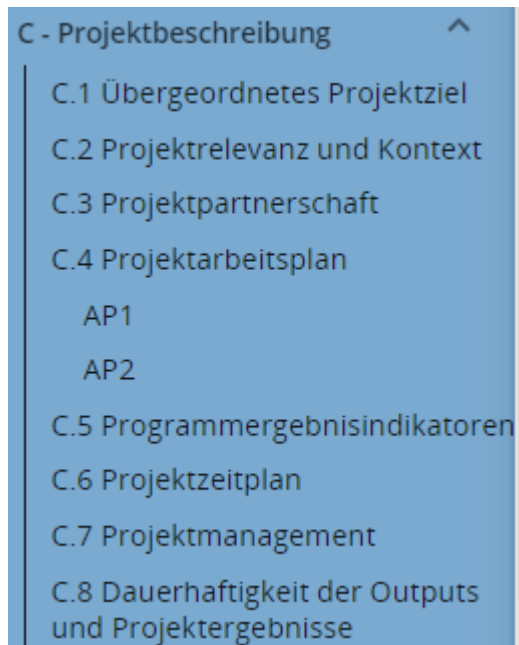 C - Projektbeschreibung
C.1 Übergeordnetes Projektziel
C.2 Projektrelevanz und Kontext
C.3 Projektpartnerschaft
C.4 Projektarbeitsplan
AP1
AP2
C.5 Programmergebnisindikatoren
C.6 Projektzeitplan
C.7 Projektmanagement
C.8 Dauerhaftigkeit der Outputs
und Projektergebnisse